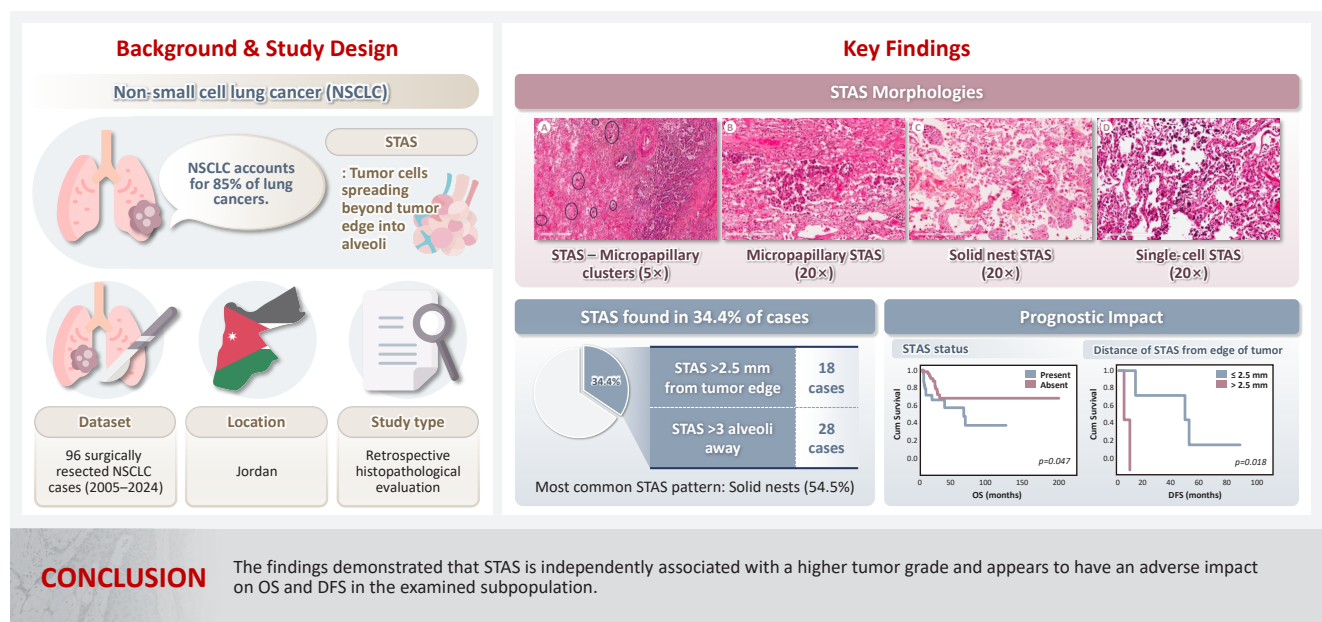 Background & Study Design
Non-small cell lung cancer (NSCLC)
NSCLC accounts
for 85% of lung
cancers.
STAS
: Tumor cells
spreading
beyond tumor
edge into
alveoli
Dataset
96 surgically
resected NSCLC
cases (2005–2024)
Location
Jordan
Study type
Retrospective
histopathological
evaluation
Key Findings
STAS Morphologies
A
B
C
D
STAS – Micropapillary
clusters (5×)
Micropapillary STAS
(20×)
Solid nest STAS
(20×)
Single-cell STAS
(20×)
STAS found in 34.4% of cases
34.4%
STAS >2.5 mm
from tumor edge
18
cases
STAS >3 alveoli
away
28
cases
Most common STAS pattern: Solid nests (54.5%)
Prognostic Impact
STAS status
Cum Survival
1.0
0.8
0.6
0.4
0.2
0.0
Present
Absent
p=0.047
0 50 100 150 200
OS (months)
Distance of STAS from edge of tumor
Cum Survival
1.0
0.8
0.6
0.4
0.2
0.0
≤ 2.5 mm
> 2.5 mm
p=0.018
0 20 40 60 80 100
DFS (months)
CONCLUSION
The findings demonstrated that STAS is independently associated with a higher tumor grade and appears to have an adverse impact
on OS and DFS in the examined subpopulation.